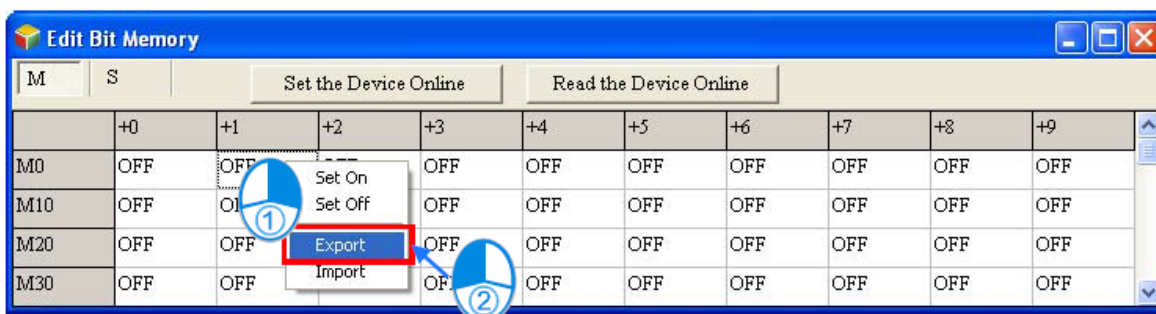 Edit Bit Memory
M S Set the Device Online Read the Device Online
+0 +1 +2 +3 +4 +5 +6 +7 +8 +9
M0 OFF OFF OFF OFF OFF OFF OFF OFF OFF
Set On
M10 OFF Set Off OFF OFF OFF OFF OFF OFF OFF
①
M20 OFF OFF Export OFF OFF OFF OFF OFF OFF OFF
M30 OFF OFF Import OFF OFF OFF OFF OFF OFF
②